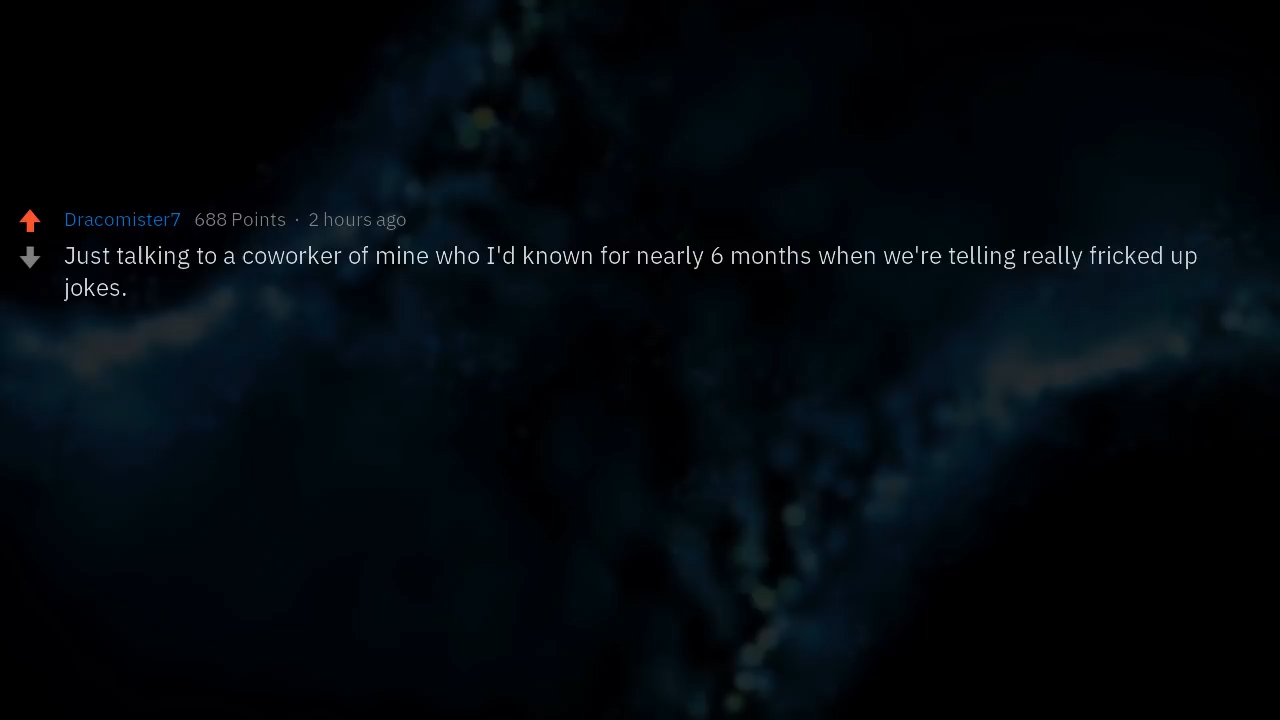 Dracomister7 688 Points · 2 hours ago
Just talking to a coworker of mine who I'd known for nearly 6 months when we're telling really fricked up
jokes.